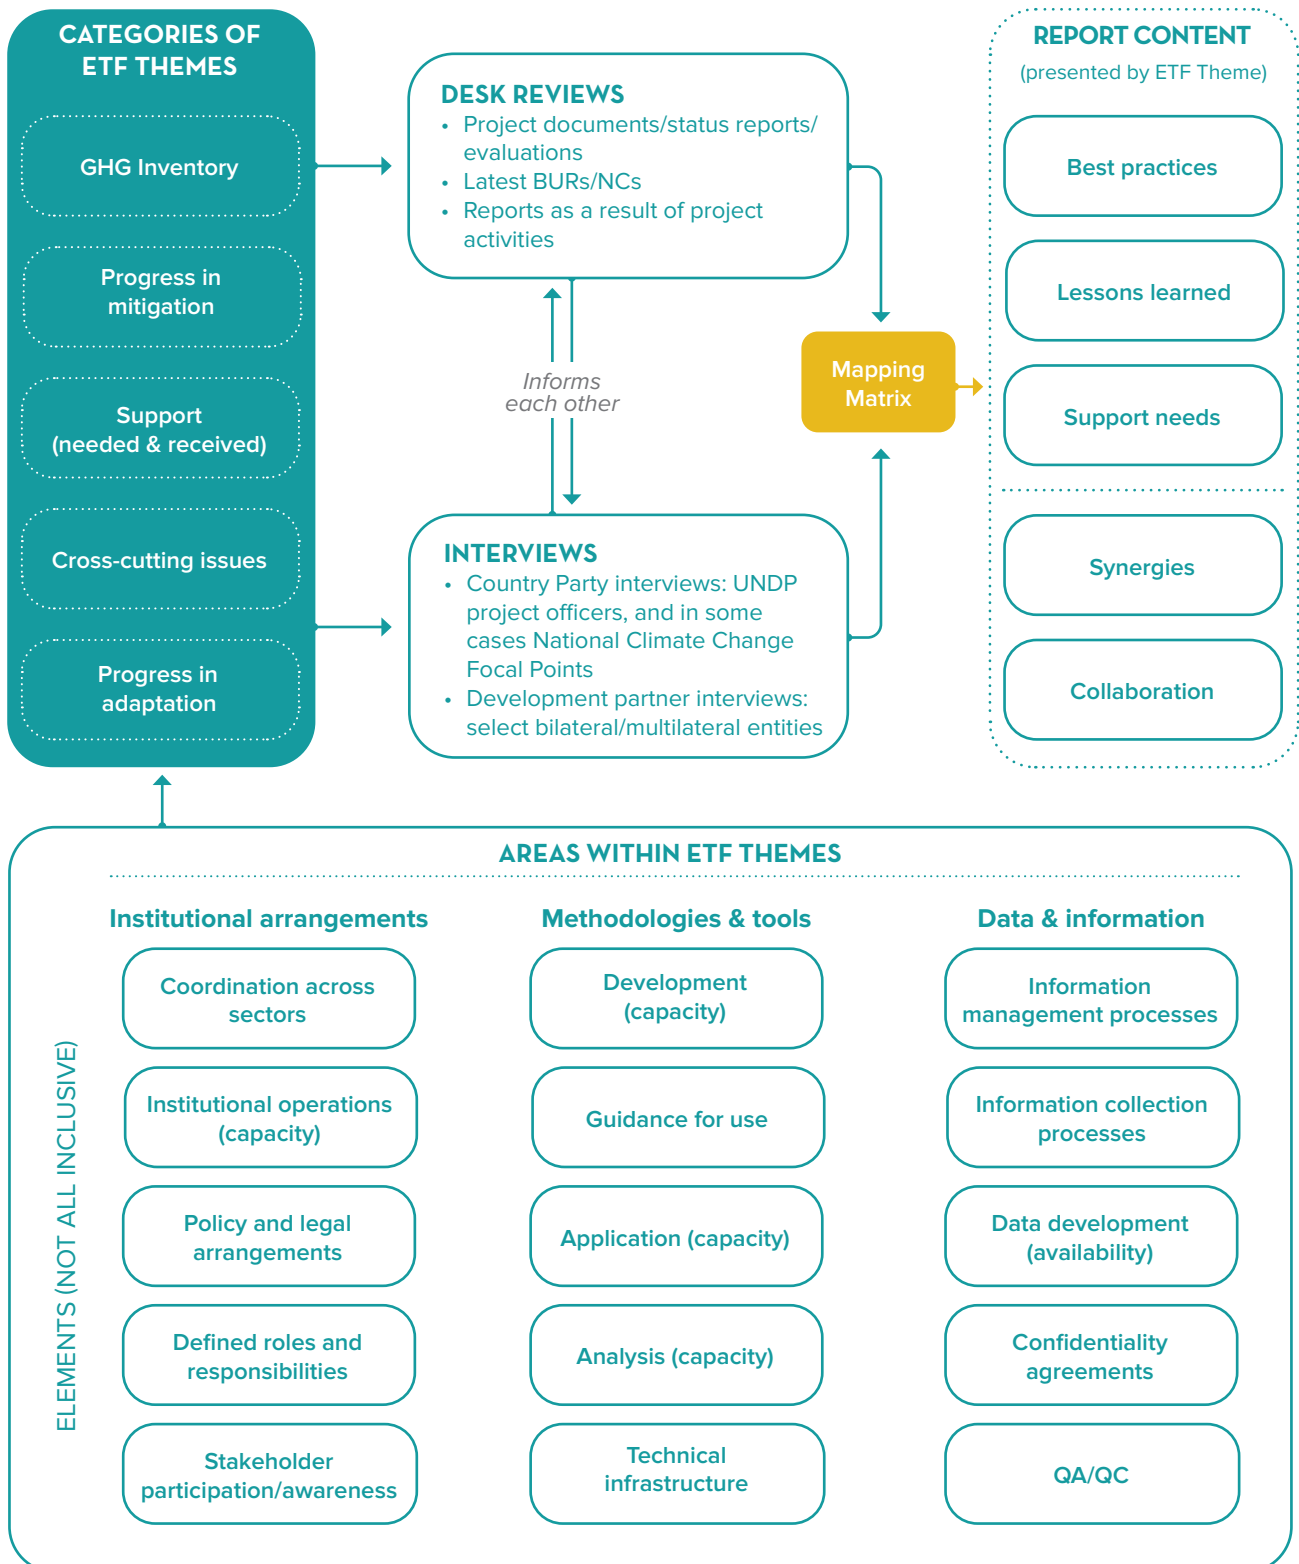 CATEGORIES OF
ETF THEMES
GHG Inventory
Progress in
mitigation
Support
(needed & received)
Cross-cutting issues
Progress in
adaptation
DESK REVIEWS
• Project documents/status reports/
evaluations
• Latest BURs/NCs
• Reports as a result of project
activities
Informs
each other
INTERVIEWS
• Country Party interviews: UNDP
project officers, and in some
cases National Climate Change
Focal Points
• Development partner interviews:
select bilateral/multilateral entities
Mapping
Matrix
REPORT CONTENT
(presented by ETF Theme)
Best practices
Lessons learned
Support needs
Synergies
Collaboration
AREAS WITHIN ETF THEMES
ELEMENTS (NOT ALL INCLUSIVE)
Institutional arrangements
Coordination across
sectors
Institutional operations
(capacity)
Policy and legal
arrangements
Defined roles and
responsibilities
Stakeholder
participation/awareness
Methodologies & tools
Development
(capacity)
Guidance for use
Application (capacity)
Analysis (capacity)
Technical
infrastructure
Data & information
Information
management processes
Information collection
processes
Data development
(availability)
Confidentiality
agreements
QA/QC